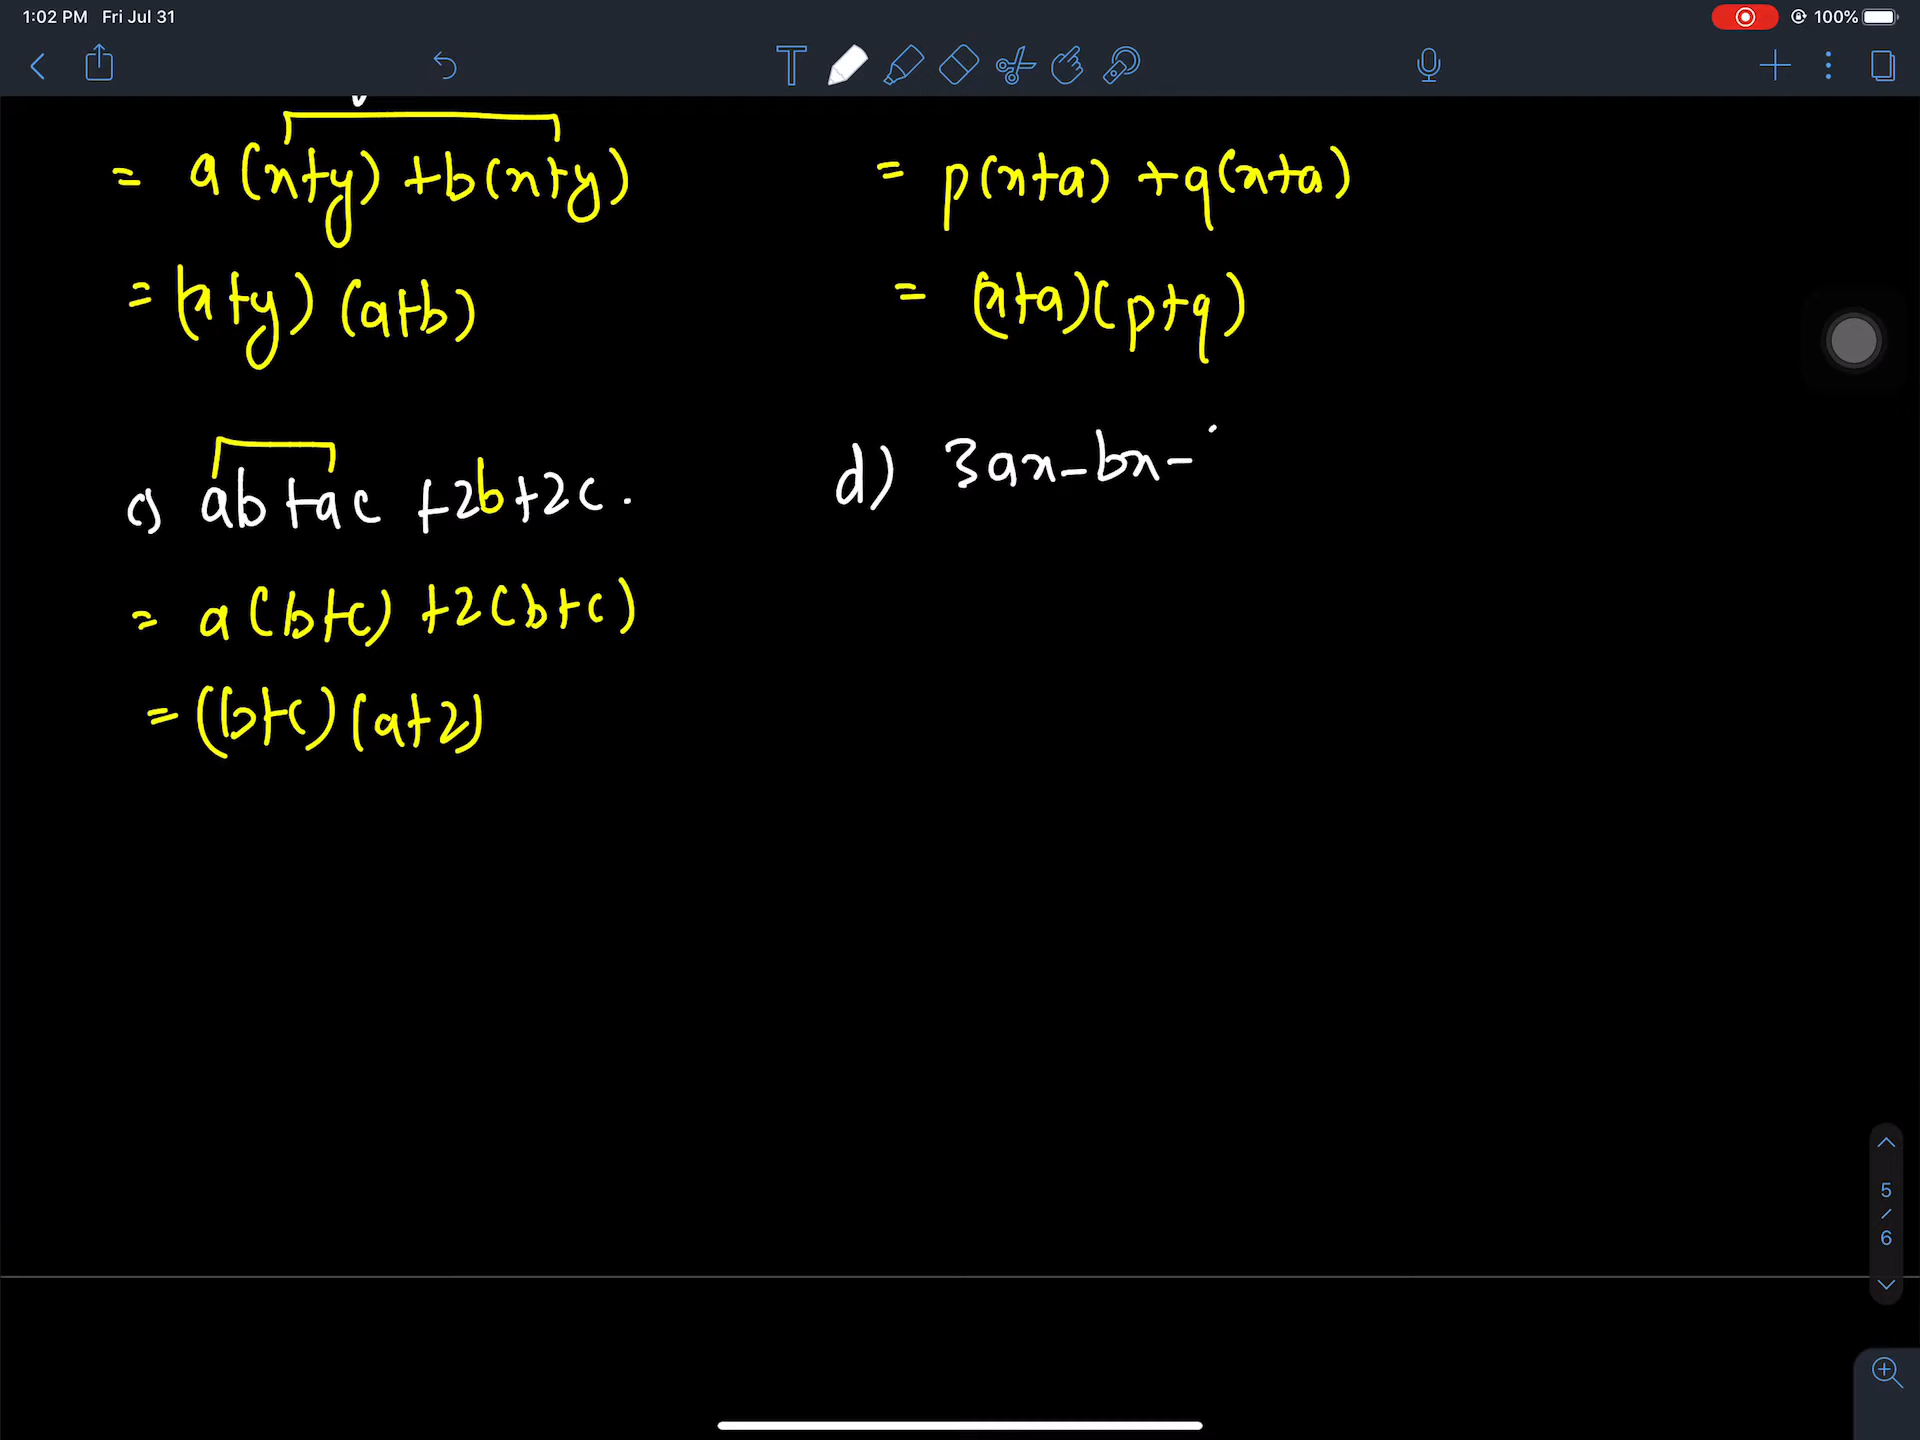 1:02 PM Fri Jul 31
100%
= a(x+y) +b(x+y)
= (x+y) (a+b)
= p(x+a) +q(x+a)
= (x+a)(p+q)
c) ab+ac +2b+2c.
= a(b+c) +2(b+c)
= (b+c) (a+2)
d) 3ax-bx-
5
/
6